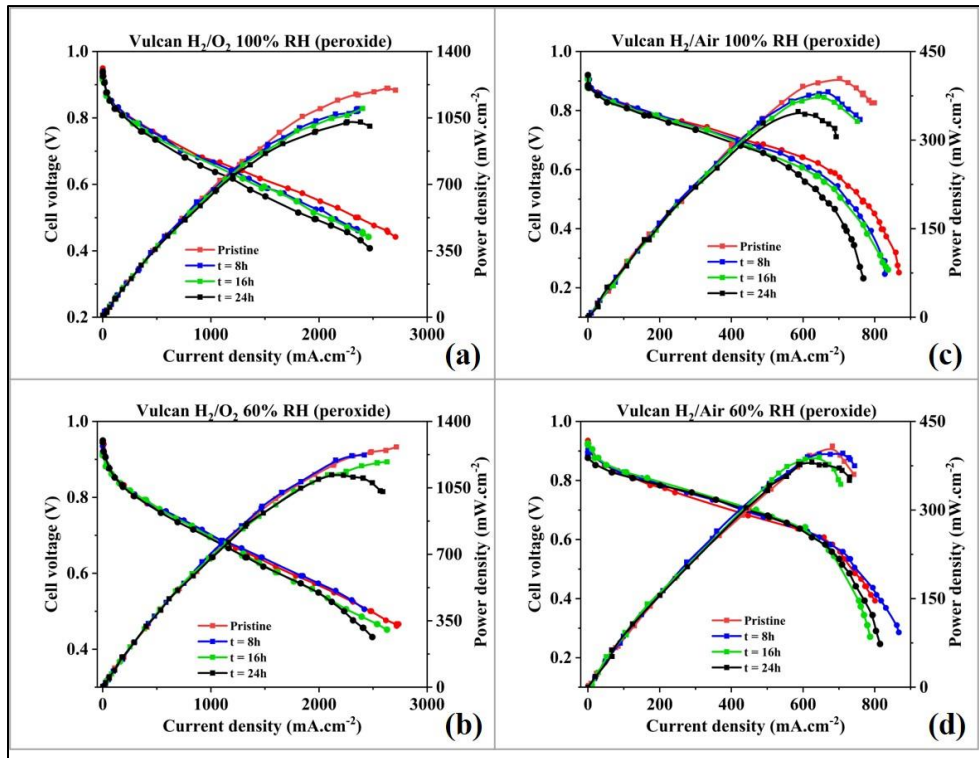 Vulcan H₂/O₂ 100% RH (peroxide)
1.0
0.8
0.6
0.4
0.2
Cell voltage (V)
1400
1050
700
350
0
Power density (mW.cm⁻²)
Pristine
t = 8h
t = 16h
t = 24h
0 1000 2000 3000
Current density (mA.cm⁻²)
(a)
Vulcan H₂/Air 100% RH (peroxide)
1.0
0.8
0.6
0.4
0.2
Cell voltage (V)
450
300
150
0
Power density (mW.cm⁻²)
Pristine
t = 8h
t = 16h
t = 24h
0 200 400 600 800
Current density (mA.cm⁻²)
(c)
Vulcan H₂/O₂ 60% RH (peroxide)
1.0
0.8
0.6
0.4
Cell voltage (V)
1400
1050
700
350
0
Power density (mW.cm⁻²)
Pristine
t = 8h
t = 16h
t = 24h
0 1000 2000 3000
Current density (mA.cm⁻²)
(b)
Vulcan H₂/Air 60% RH (peroxide)
1.0
0.8
0.6
0.4
0.2
Cell voltage (V)
450
300
150
0
Power density (mW.cm⁻²)
Pristine
t = 8h
t = 16h
t = 24h
0 200 400 600 800
Current density (mA.cm⁻²)
(d)